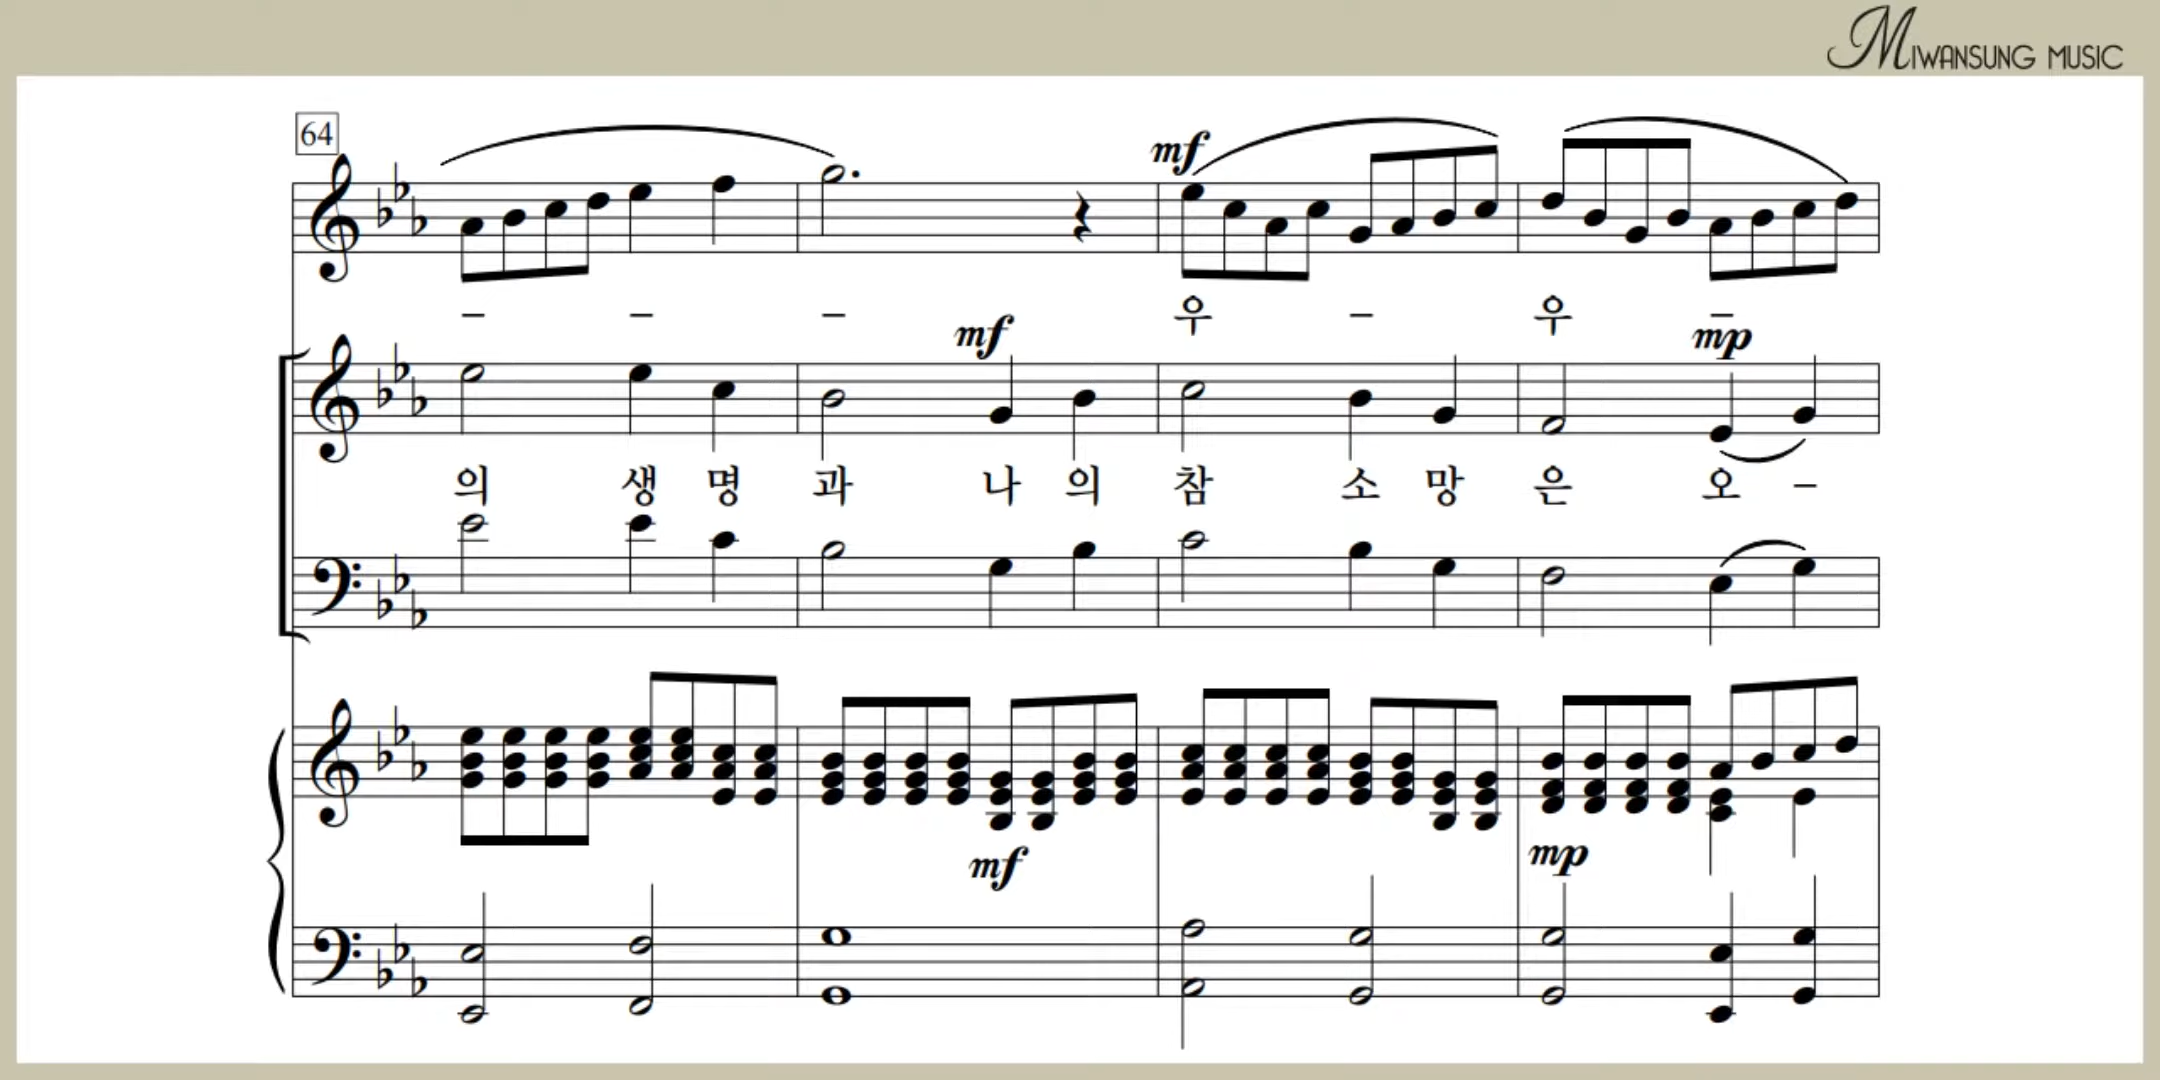 MIWANSUNG MUSIC
64
mf
– – – 우 – 우 –
mf mp
의 생 명 과 나 의 참 소 망 은 오 –
mf mp